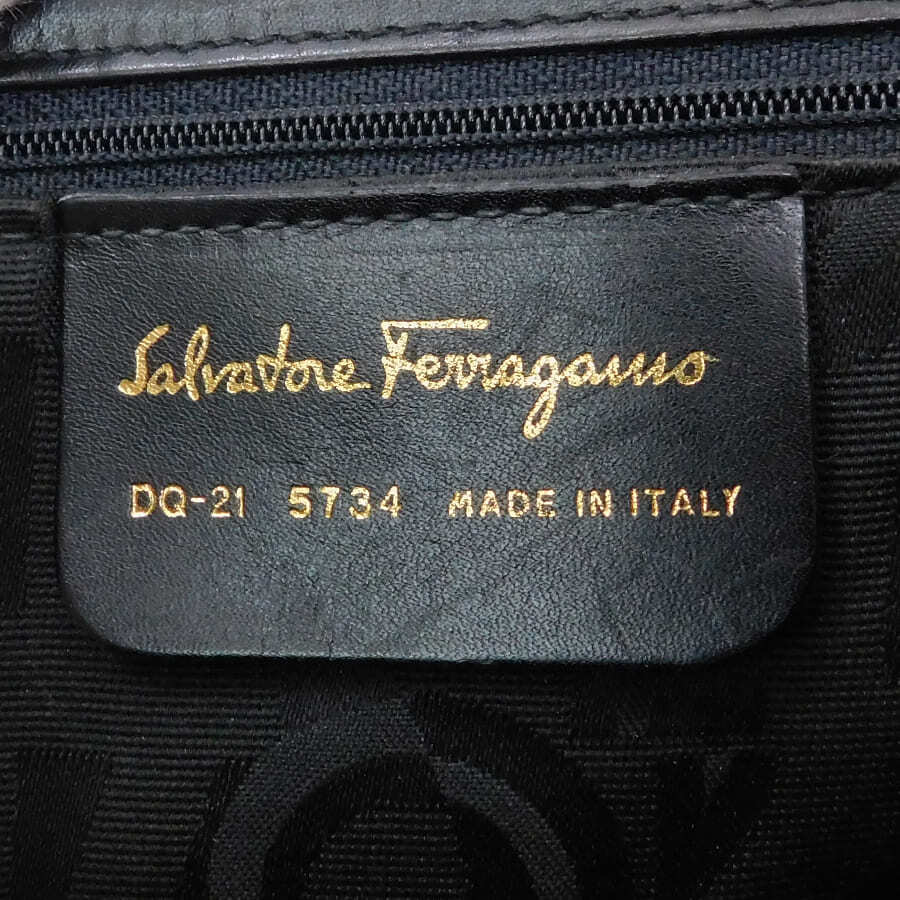 Salvatore Ferragamo
DQ-21 5734 MADE IN ITALY